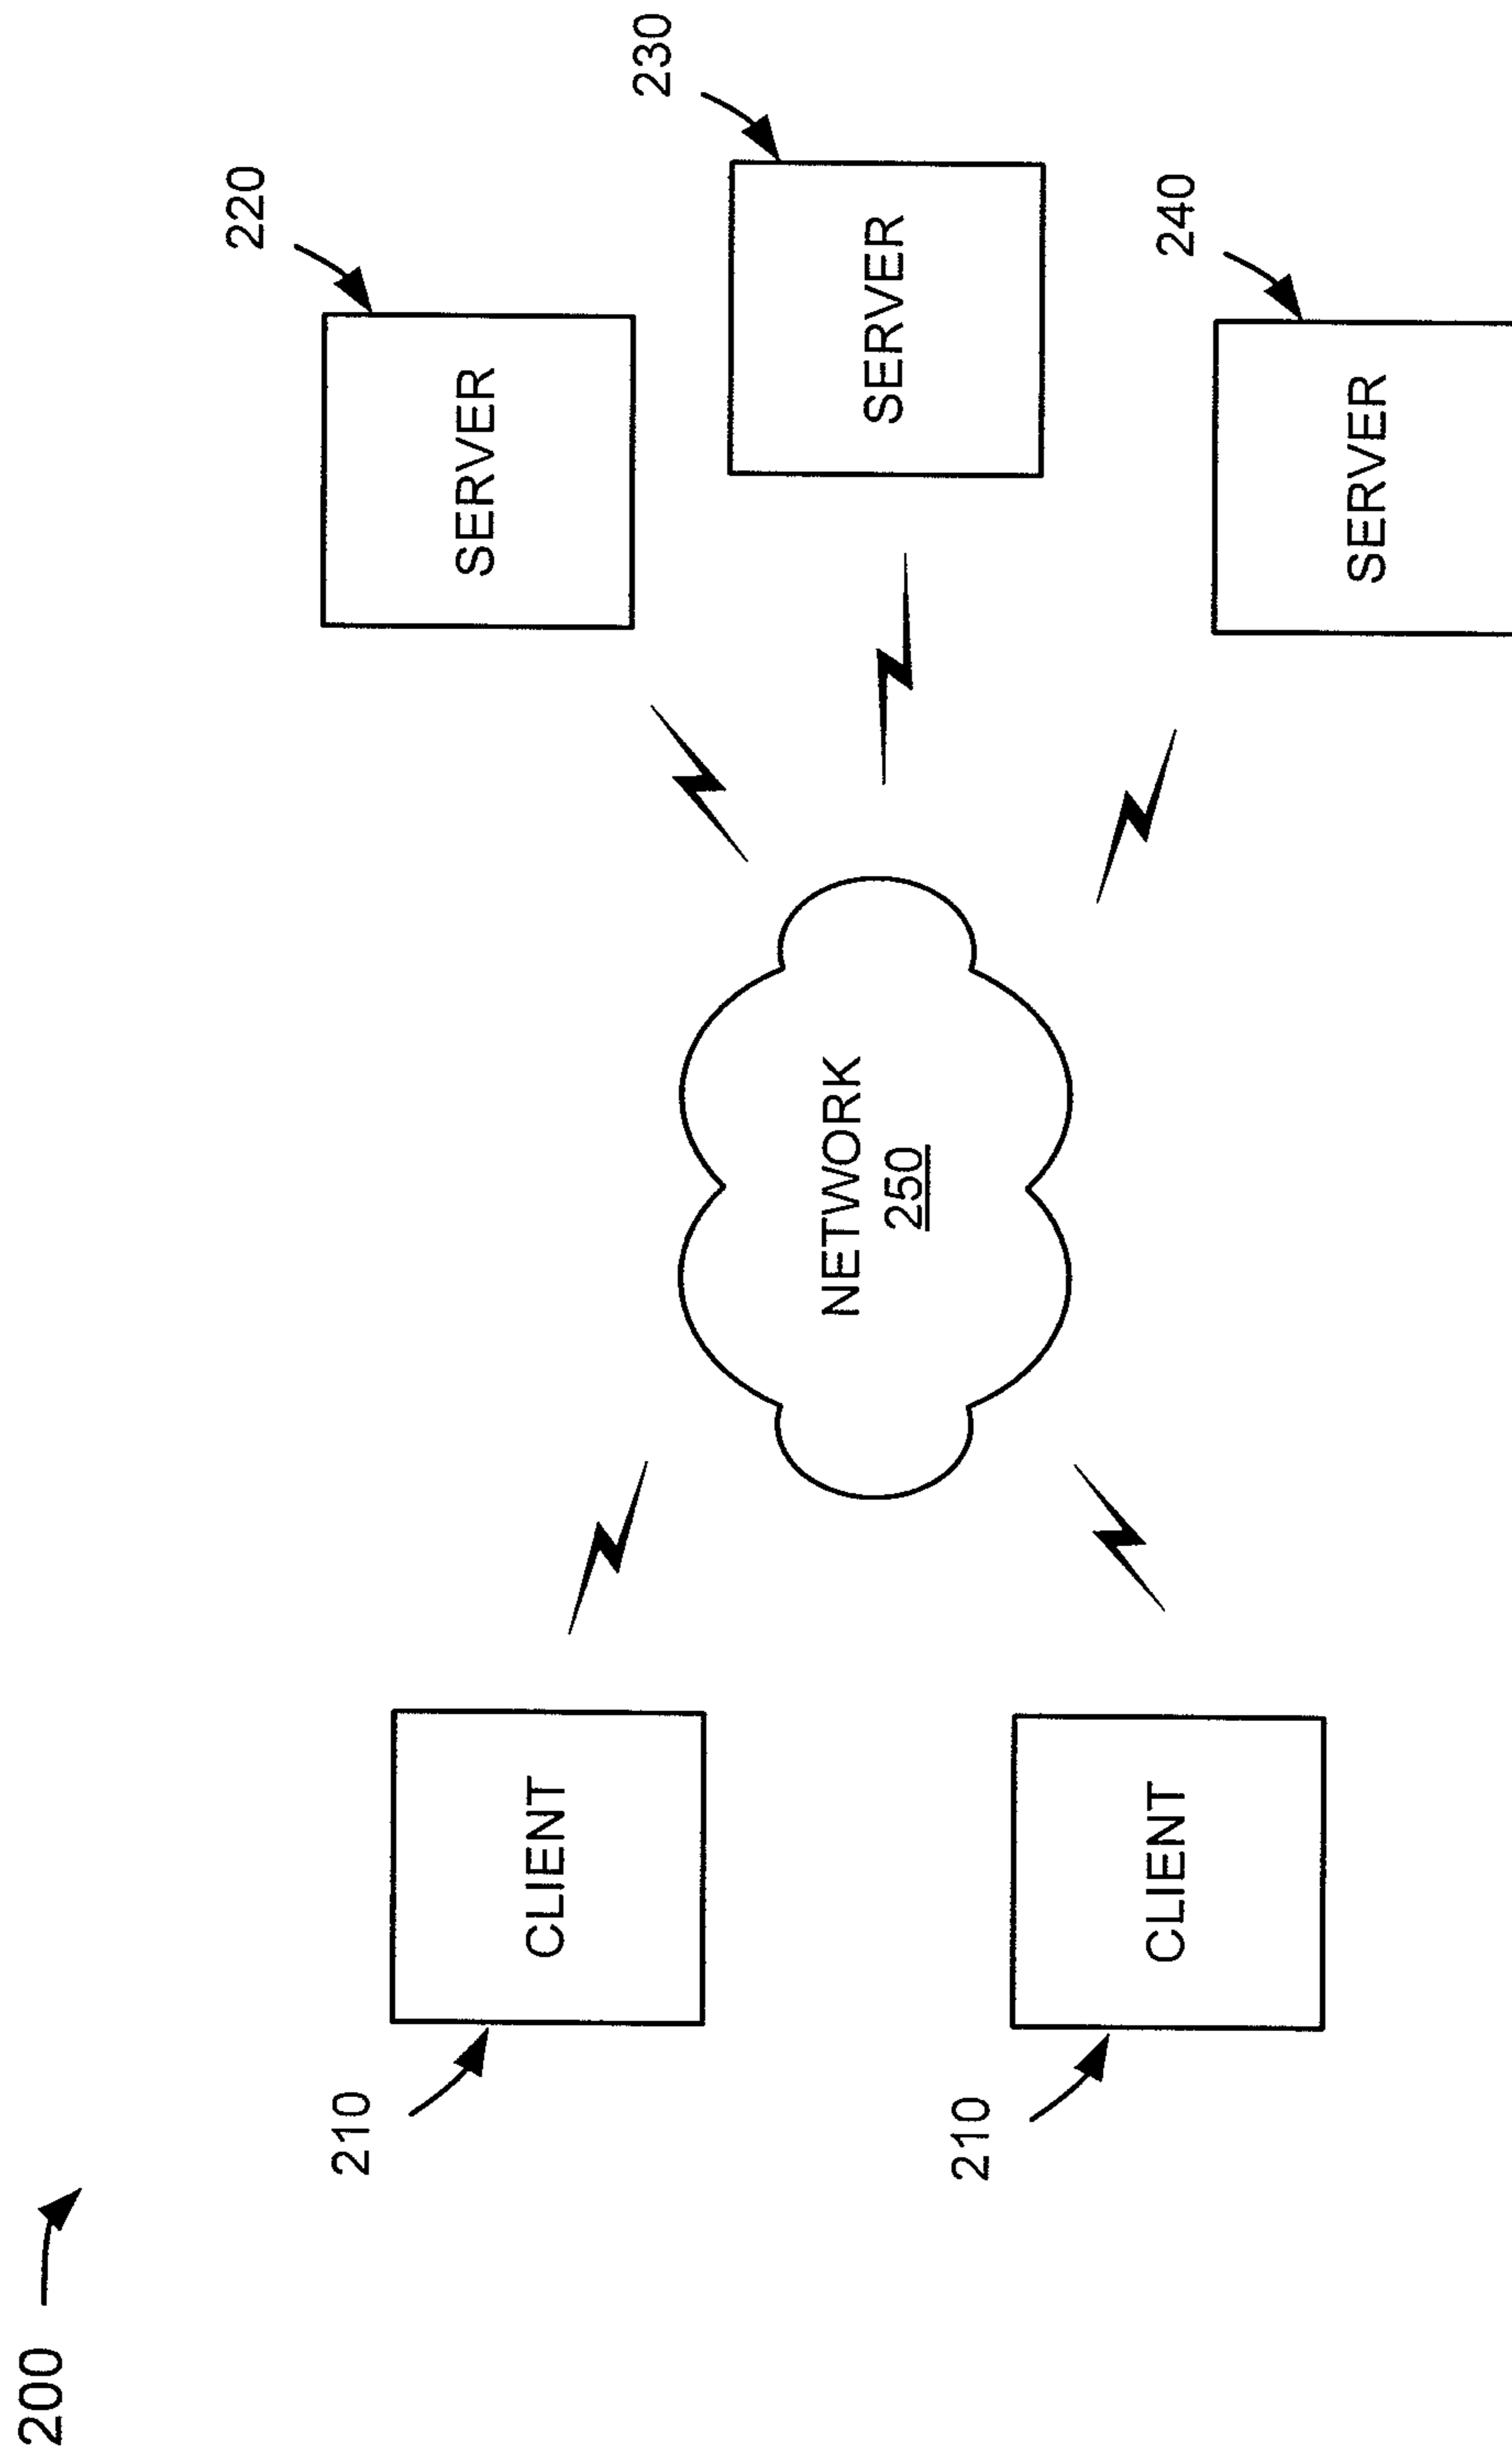 200
210
CLIENT
210
CLIENT
NETWORK
250
220
SERVER
230
SERVER
240
SERVER